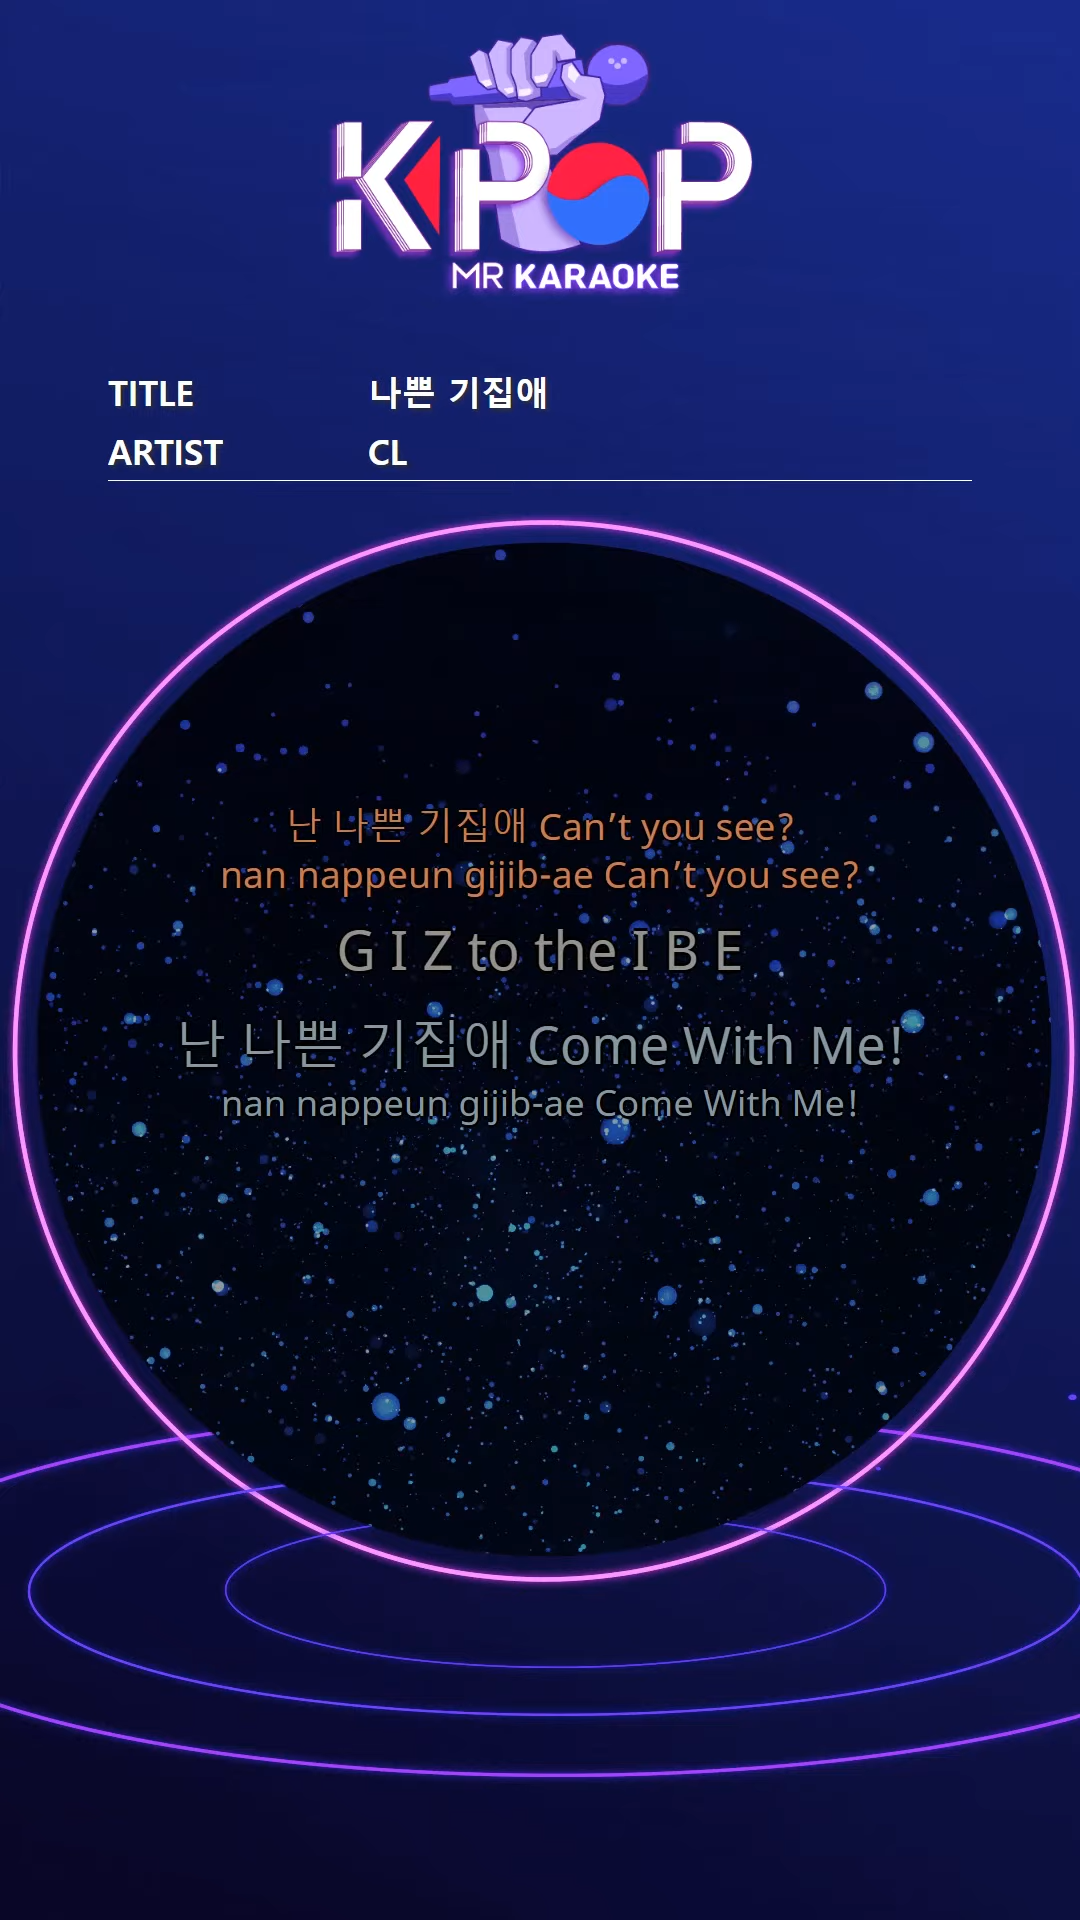 KPOP
MR KARAOKE
TITLE 나쁜 기집애
ARTIST CL
난 나쁜 기집애 Can’t you see?
nan nappeun gijib-ae Can’t you see?
G I Z to the I B E
난 나쁜 기집애 Come With Me!
nan nappeun gijib-ae Come With Me!